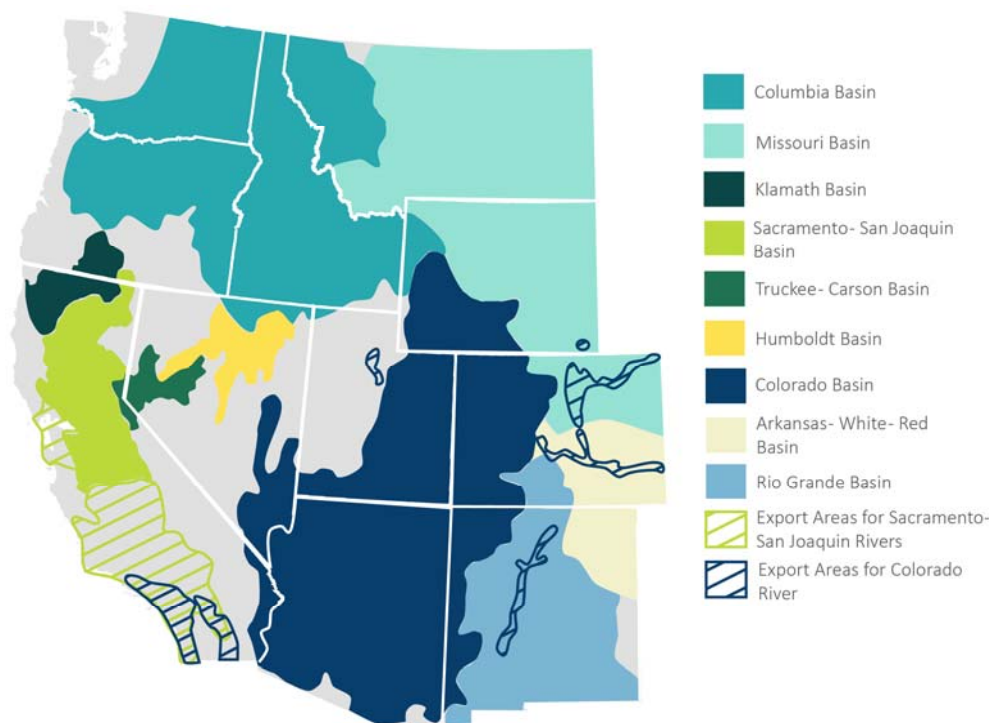 Columbia Basin
Missouri Basin
Klamath Basin
Sacramento- San Joaquin
Basin
Truckee- Carson Basin
Humboldt Basin
Colorado Basin
Arkansas- White- Red
Basin
Rio Grande Basin
Export Areas for Sacramento-
San Joaquin Rivers
Export Areas for Colorado
River